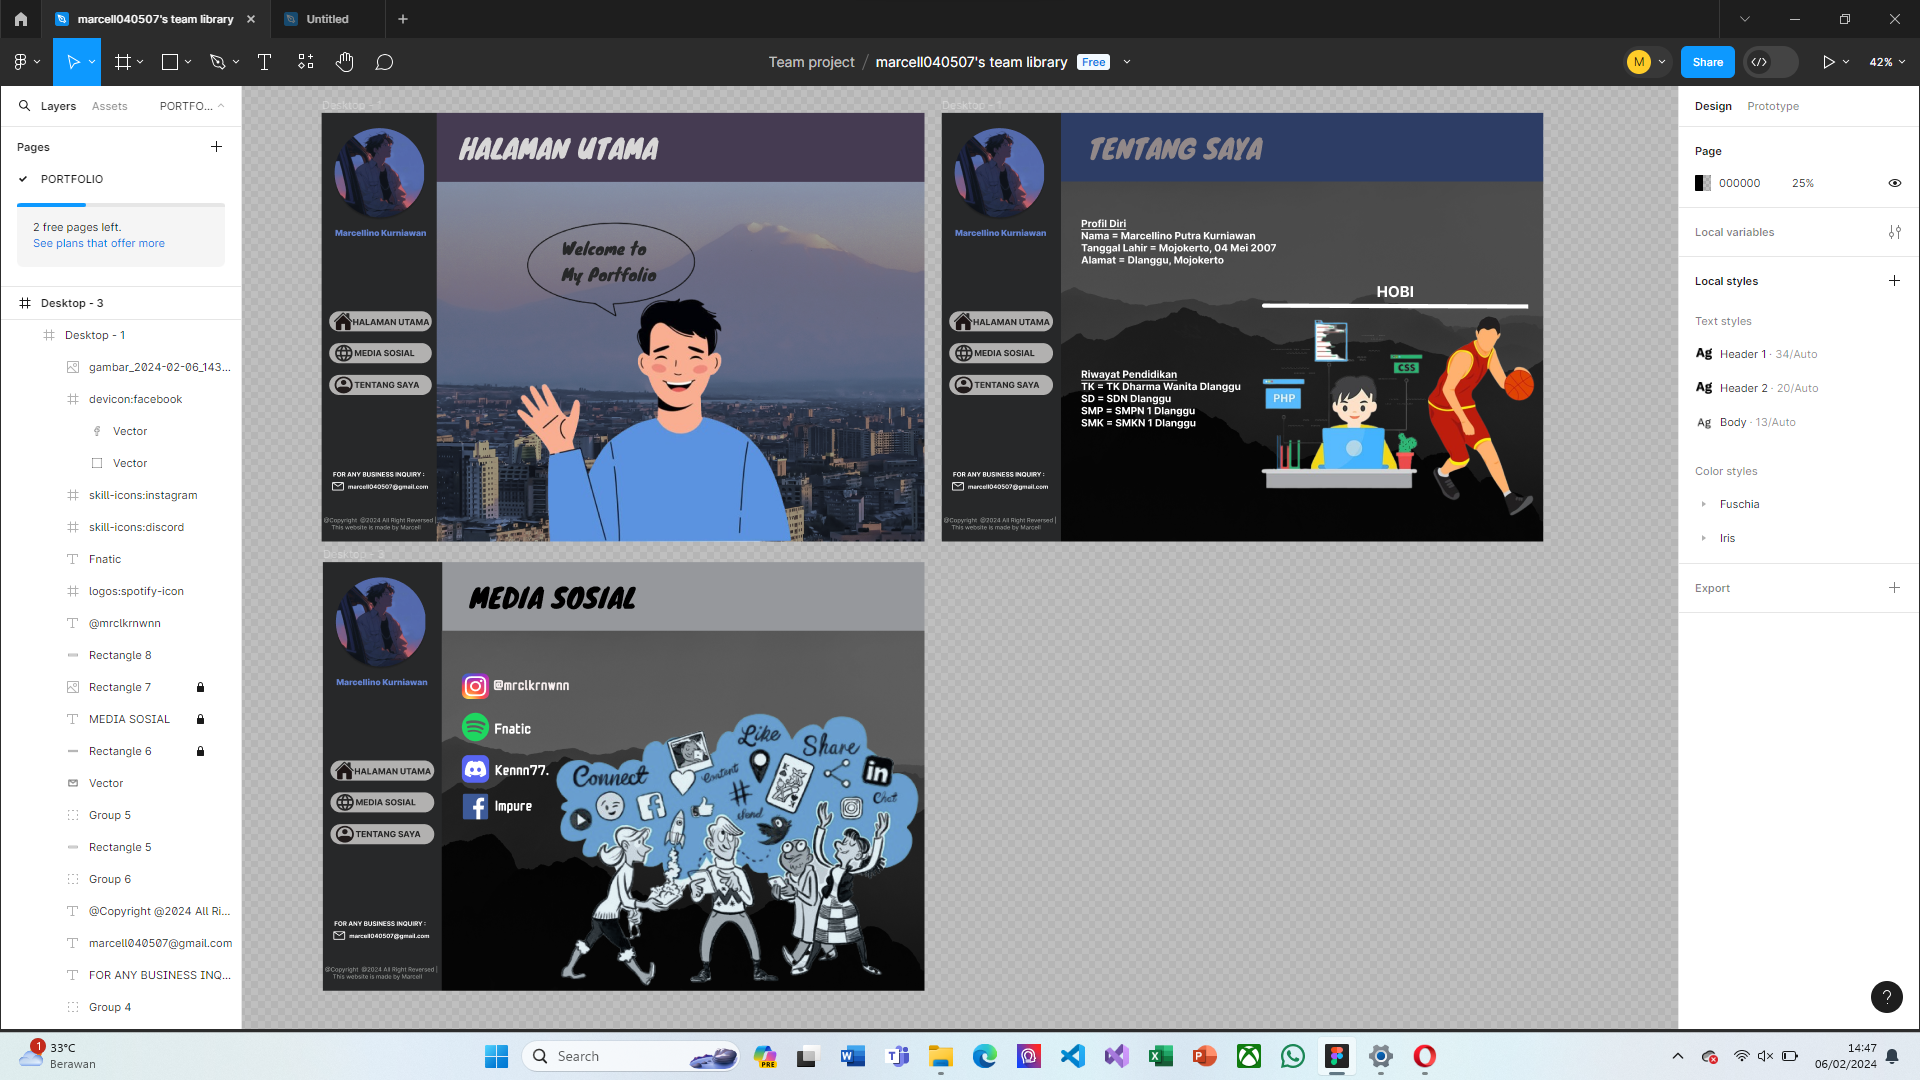 marcell040507's team library
Untitled
Team project / marcell040507's team library Free
M
Share
42%
Layers
Assets
PORTFO...
Pages
PORTFOLIO
2 free pages left.
See plans that offer more
Desktop - 3
Desktop - 1
gambar_2024-02-06_143...
devicon:facebook
Vector
Vector
skill-icons:instagram
skill-icons:discord
Fnatic
logos:spotify-icon
@mrclkrnwnn
Rectangle 8
Rectangle 7
MEDIA SOSIAL
Rectangle 6
Vector
Group 5
Rectangle 5
Group 6
@Copyright @2024 All Ri...
marcell040507@gmail.com
FOR ANY BUSINESS INQ...
Group 4
Desktop - 1
HALAMAN UTAMA
Marcellino Kurniawan
Welcome to
My Portfolio
HALAMAN UTAMA
MEDIA SOSIAL
TENTANG SAYA
FOR ANY BUSINESS INQUIRY :
marcell040507@gmail.com
@Copyright @2024 All Right Reversed |
This website is made by Marcell
Desktop - 1
TENTANG SAYA
Marcellino Kurniawan
Profil Diri
Nama = Marcellino Putra Kurniawan
Tanggal Lahir = Mojokerto, 04 Mei 2007
Alamat = Dlanggu, Mojokerto
HOBI
HALAMAN UTAMA
MEDIA SOSIAL
TENTANG SAYA
Riwayat Pendidikan
TK = TK Dharma Wanita Dlanggu
SD = SDN Dlanggu
SMP = SMPN 1 Dlanggu
SMK = SMKN 1 Dlanggu
PHP
CSS
FOR ANY BUSINESS INQUIRY :
marcell040507@gmail.com
@Copyright @2024 All Right Reversed |
This website is made by Marcell
Desktop - 3
MEDIA SOSIAL
Marcellino Kurniawan
@mrclkrnwnn
Fnatic
Kennn77.
Impure
Connect
Content
Like
Share
Send
Chat
in
#
HALAMAN UTAMA
MEDIA SOSIAL
TENTANG SAYA
FOR ANY BUSINESS INQUIRY :
marcell040507@gmail.com
@Copyright @2024 All Right Reversed |
This website is made by Marcell
Design
Prototype
Page
000000
25%
Local variables
Local styles
Text styles
Ag Header 1 · 34/Auto
Ag Header 2 · 20/Auto
Ag Body · 13/Auto
Color styles
Fuschia
Iris
Export
?
1
33°C
Berawan
Search
PRE
14:47
06/02/2024